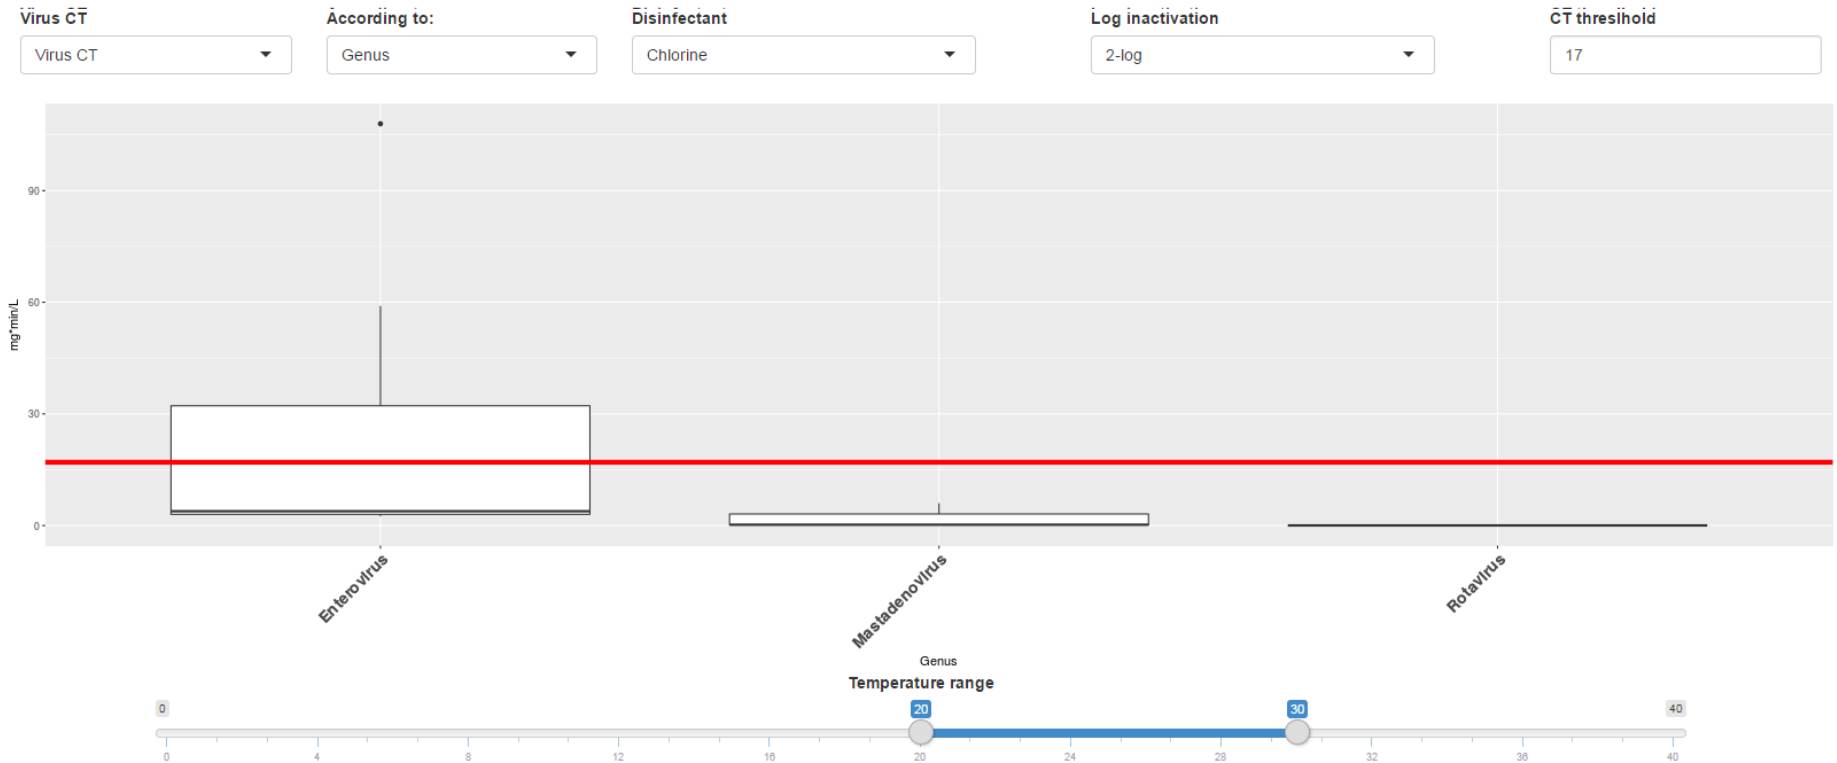 Virus CT According to: Disinfectant Log inactivation CT threslhold
Virus CT Genus Chlorine 2-log 17
90
60
30
0
mg*min/L
Enterovirus Mastadenovirus Rotavirus
Genus
Temperature range
0 20 30 40
0 4 8 12 16 20 24 28 32 36 40